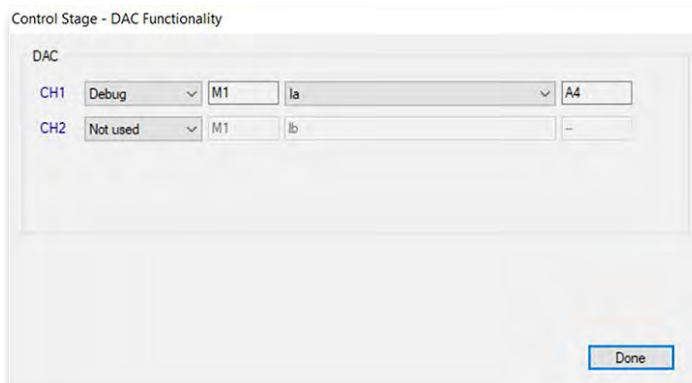 Control Stage - DAC Functionality
DAC
CH1 Debug M1 Ia A4
CH2 Not used M1 Ib --
Done